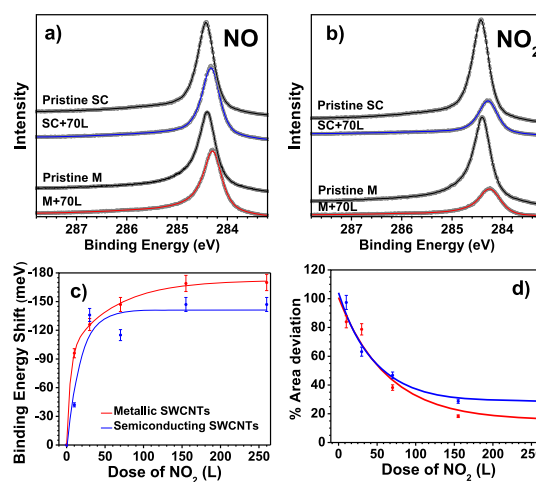 a) NO
Pristine SC
SC+70L
Pristine M
M+70L
Intensity
287 286 285 284
Binding Energy (eV)
b) NO₂
Pristine SC
SC+70L
Pristine M
M+70L
Intensity
287 286 285 284
Binding Energy (eV)
c)
Binding Energy Shift (meV)
-180
-150
-120
-90
-60
-30
0
Metallic SWCNTs
Semiconducting SWCNTs
0 50 100 150 200 250
Dose of NO₂ (L)
d)
% Area deviation
120
100
80
60
40
20
0
0 50 100 150 200 250
Dose of NO₂ (L)